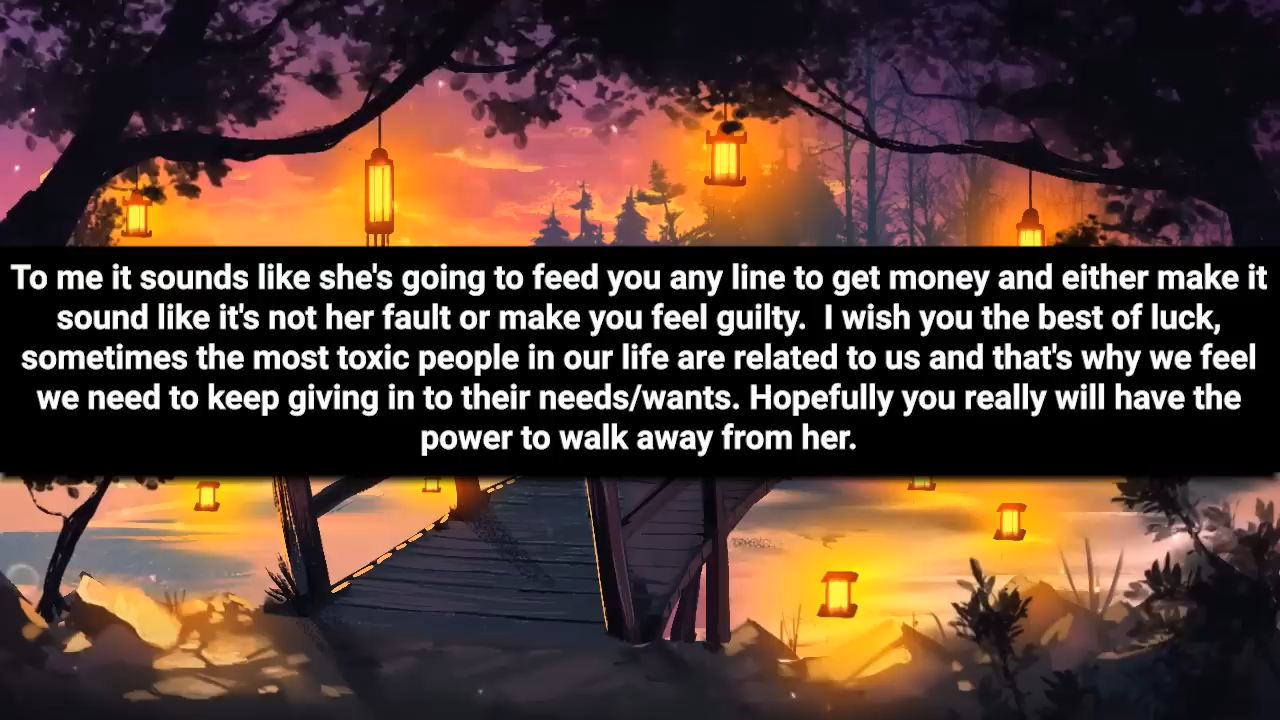 To me it sounds like she's going to feed you any line to get money and either make it
sound like it's not her fault or make you feel guilty.  I wish you the best of luck,
sometimes the most toxic people in our life are related to us and that's why we feel
we need to keep giving in to their needs/wants. Hopefully you really will have the
power to walk away from her.